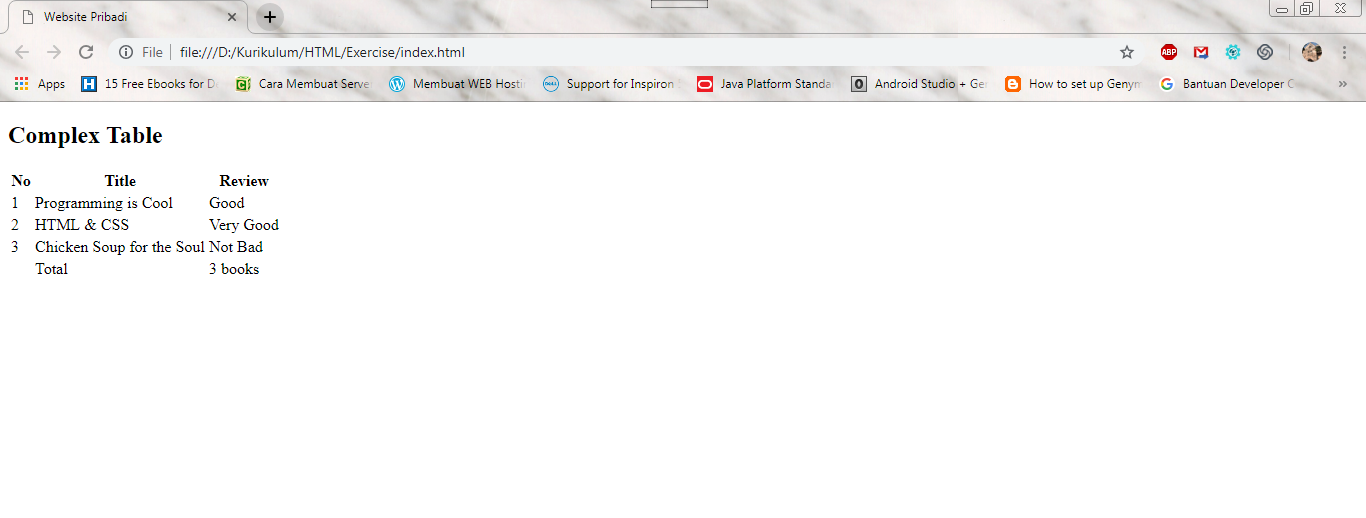 Website Pribadi
File file:///D:/Kurikulum/HTML/Exercise/index.html
ABP
Apps 15 Free Ebooks for D Cara Membuat Serve Membuat WEB Hosti Support for Inspiron Java Platform Standa Android Studio + Ge How to set up Genym Bantuan Developer C
Complex Table
No Title Review
1 Programming is Cool Good
2 HTML & CSS Very Good
3 Chicken Soup for the Soul Not Bad
Total 3 books